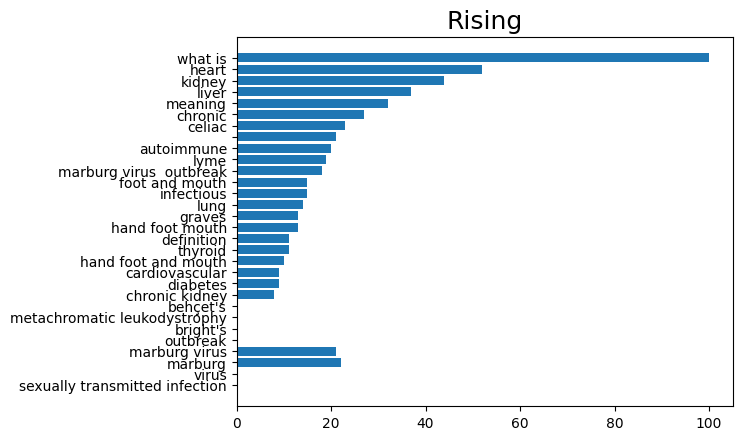 Rising
what is
heart
kidney
liver
meaning
chronic
celiac
autoimmune
lyme
marburg virus  outbreak
foot and mouth
infectious
lung
graves
hand foot mouth
definition
thyroid
hand foot and mouth
cardiovascular
diabetes
chronic kidney
behcet's
metachromatic leukodystrophy
bright's
outbreak
marburg virus
marburg
virus
sexually transmitted infection
0 20 40 60 80 100